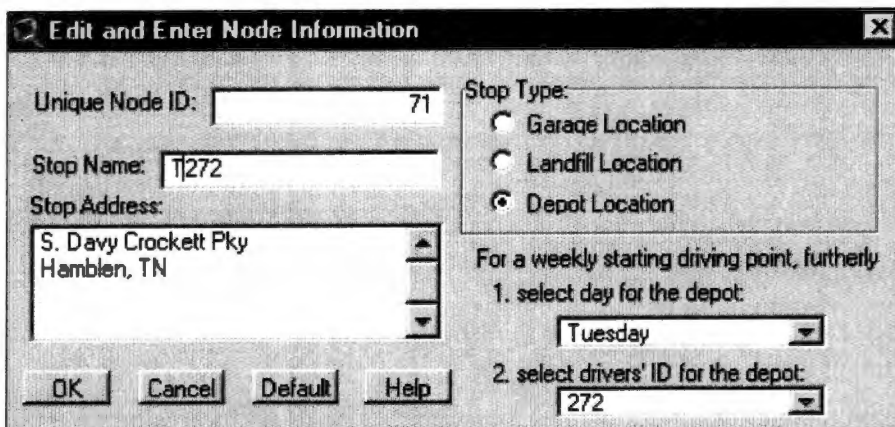 Edit and Enter Node Information
Unique Node ID: 71
Stop Name: T272
Stop Address:
S. Davy Crockett Pky
Hamblen, TN
OK Cancel Default Help
Stop Type:
Garage Location
Landfill Location
Depot Location
For a weekly starting driving point, furtherly
1. select day for the depot:
Tuesday
2. select drivers' ID for the depot:
272